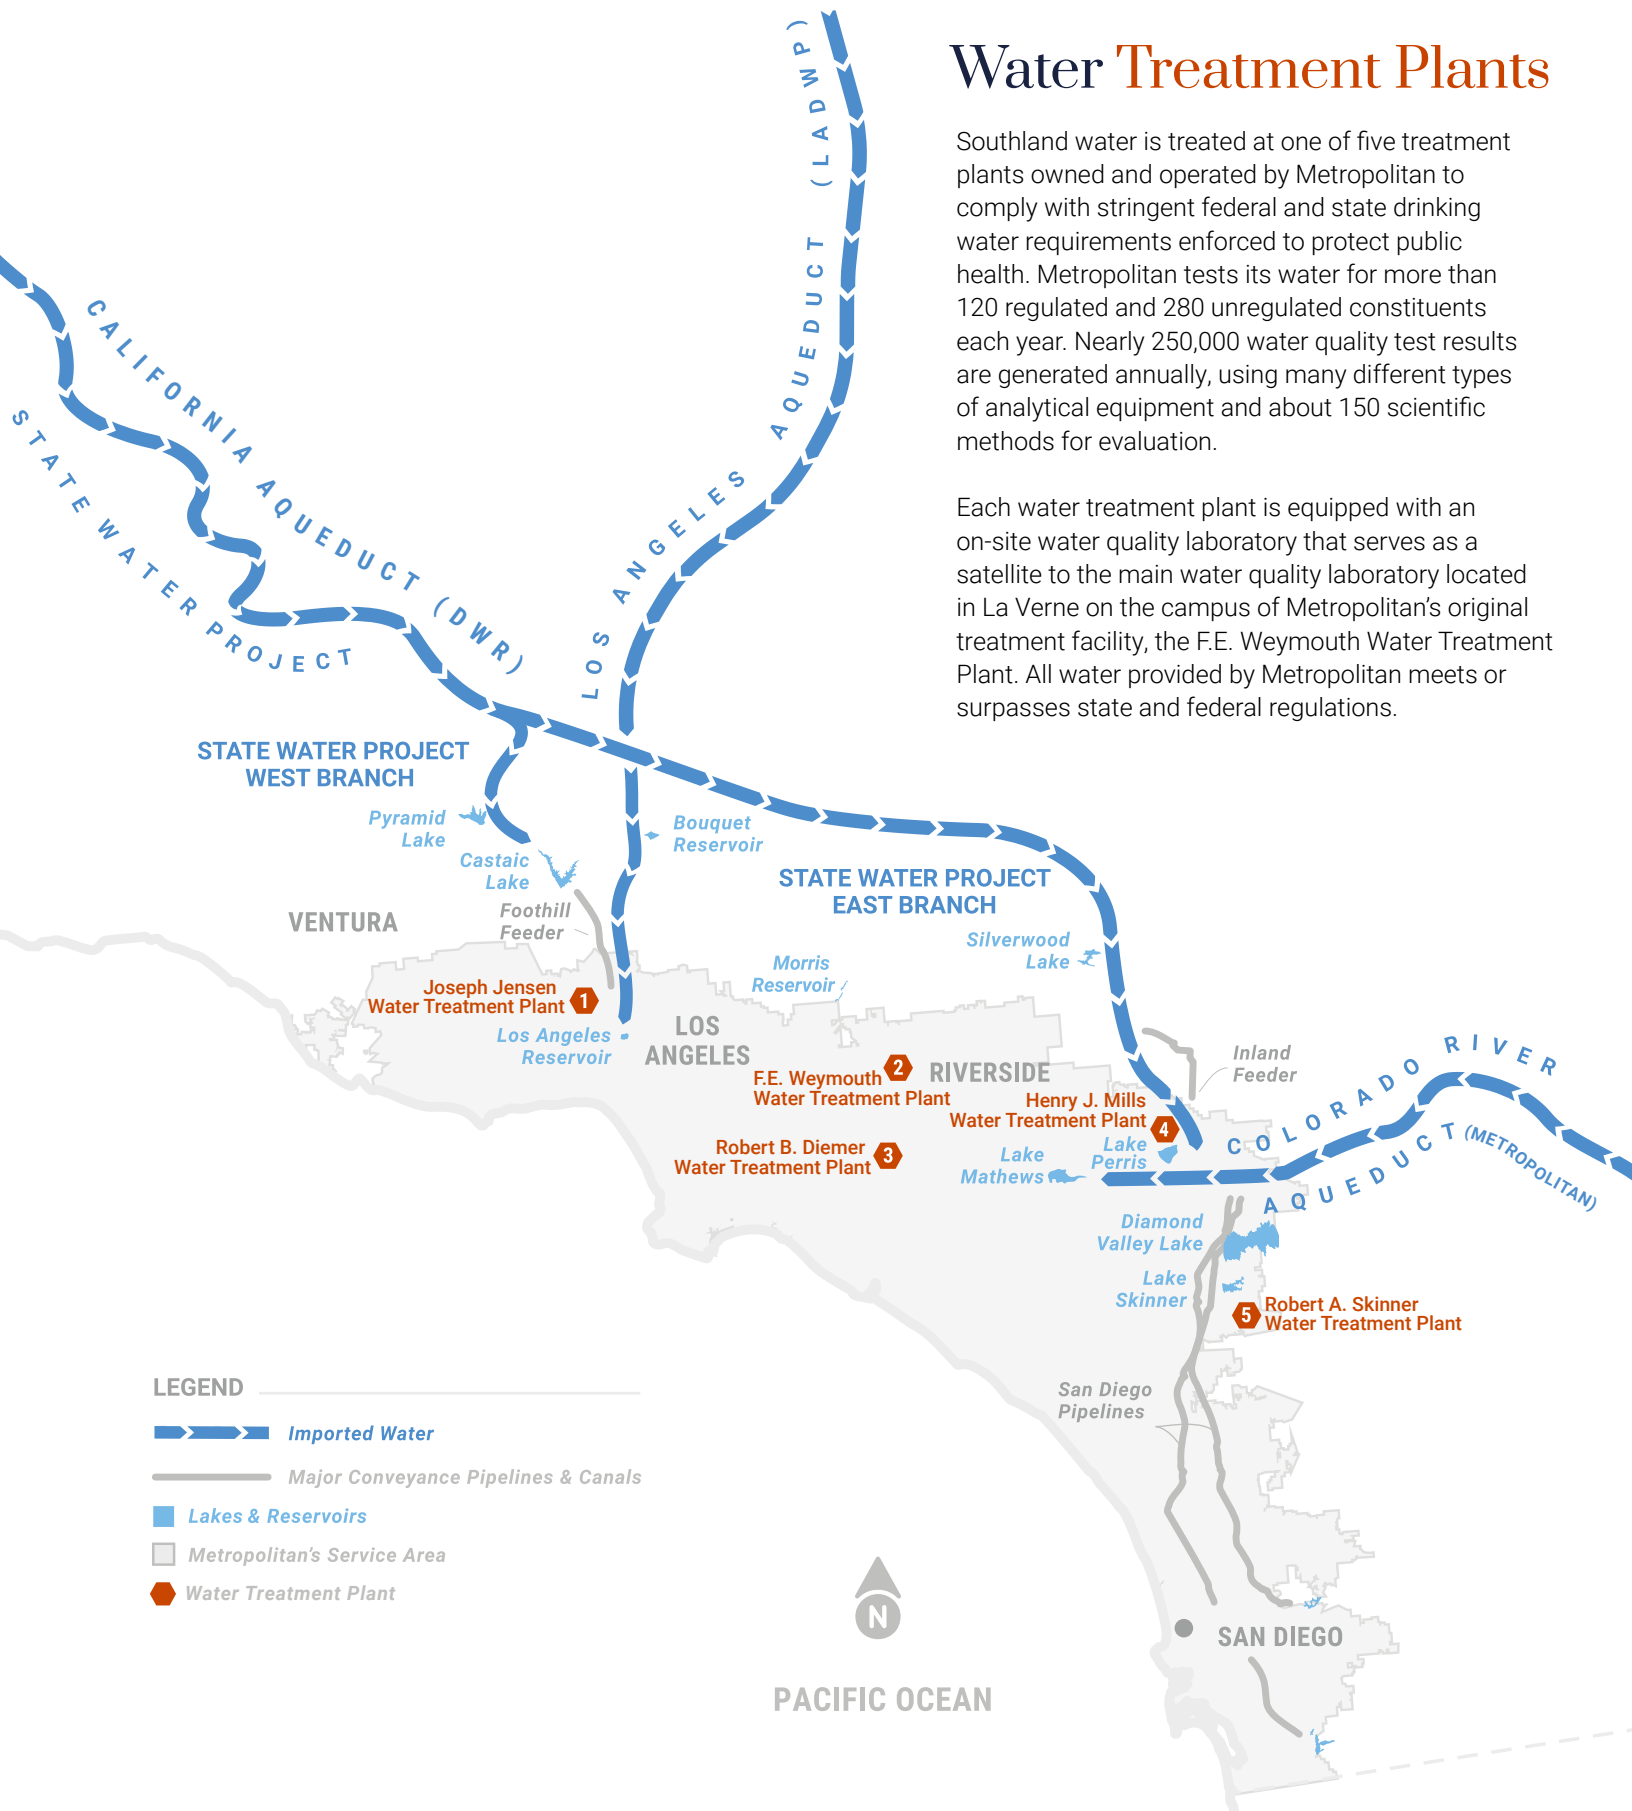 Water Treatment Plants
Southland water is treated at one of five treatment
plants owned and operated by Metropolitan to
comply with stringent federal and state drinking
water requirements enforced to protect public
health. Metropolitan tests its water for more than
120 regulated and 280 unregulated constituents
each year. Nearly 250,000 water quality test results
are generated annually, using many different types
of analytical equipment and about 150 scientific
methods for evaluation.
Each water treatment plant is equipped with an
on-site water quality laboratory that serves as a
satellite to the main water quality laboratory located
in La Verne on the campus of Metropolitan's original
treatment facility, the F.E. Weymouth Water Treatment
Plant. All water provided by Metropolitan meets or
surpasses state and federal regulations.
CALIFORNIA AQUEDUCT (DWR)
STATE WATER PROJECT
LOS ANGELES AQUEDUCT (LADWP)
STATE WATER PROJECT
WEST BRANCH
Pyramid
Lake
Castaic
Lake
Bouquet
Reservoir
STATE WATER PROJECT
EAST BRANCH
VENTURA
Foothill
Feeder
Silverwood
Lake
Morris
Reservoir
Joseph Jensen
Water Treatment Plant
1
Los Angeles
Reservoir
LOS
ANGELES
F.E. Weymouth
Water Treatment Plant
2
RIVERSIDE
Inland
Feeder
Henry J. Mills
Water Treatment Plant
4
Robert B. Diemer
Water Treatment Plant
3
Lake
Perris
Lake
Mathews
COLORADO RIVER
AQUEDUCT (METROPOLITAN)
Diamond
Valley Lake
Lake
Skinner
5
Robert A. Skinner
Water Treatment Plant
San Diego
Pipelines
LEGEND
Imported Water
Major Conveyance Pipelines & Canals
Lakes & Reservoirs
Metropolitan's Service Area
Water Treatment Plant
N
SAN DIEGO
PACIFIC OCEAN